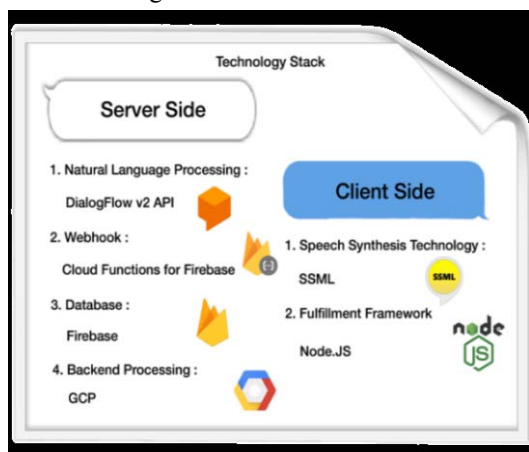 Technology Stack
Server Side
1. Natural Language Processing :
DialogFlow v2 API
2. Webhook :
Cloud Functions for Firebase
3. Database :
Firebase
4. Backend Processing :
GCP
Client Side
1. Speech Synthesis Technology :
SSML
SSML
2. Fulfillment Framework
Node.JS
node
JS